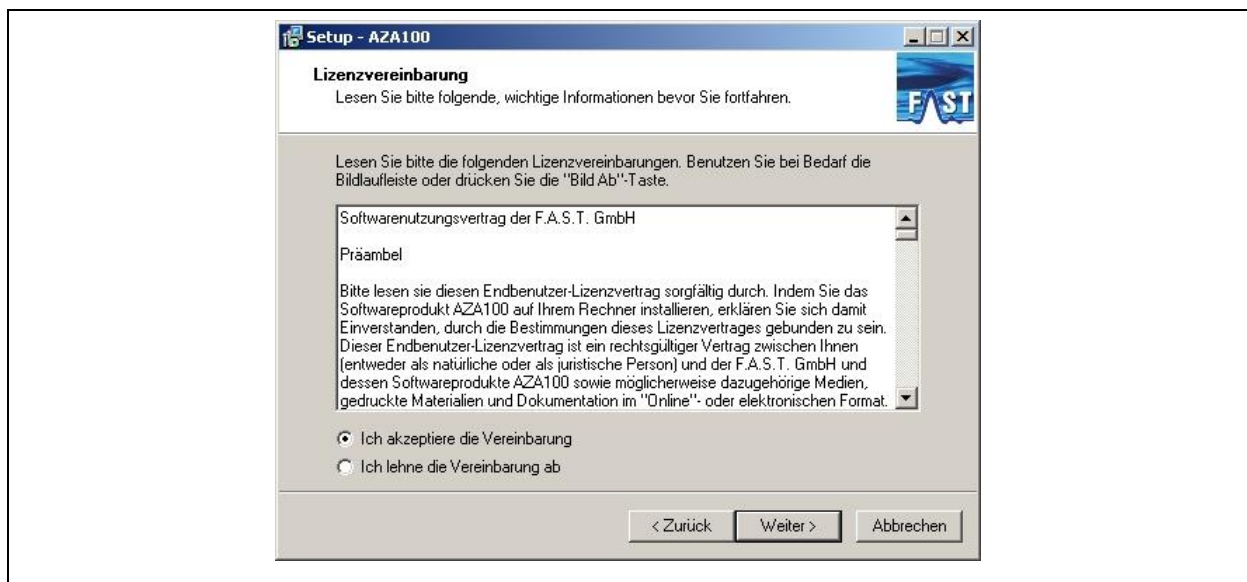 Setup - AZA100
Lizenzvereinbarung
Lesen Sie bitte folgende, wichtige Informationen bevor Sie fortfahren.
FAST
Lesen Sie bitte die folgenden Lizenzvereinbarungen. Benutzen Sie bei Bedarf die
Bildlaufleiste oder drücken Sie die "Bild Ab"-Taste.
Softwarenutzungsvertrag der F.A.S.T. GmbH
Präambel
Bitte lesen sie diesen Endbenutzer-Lizenzvertrag sorgfältig durch. Indem Sie das
Softwareprodukt AZA100 auf Ihrem Rechner installieren, erklären Sie sich damit
Einverstanden, durch die Bestimmungen dieses Lizenzvertrages gebunden zu sein.
Dieser Endbenutzer-Lizenzvertrag ist ein rechtsgültiger Vertrag zwischen Ihnen
(entweder als natürliche oder als juristische Person) und der F.A.S.T. GmbH und
dessen Softwareprodukte AZA100 sowie möglicherweise dazugehörige Medien,
gedruckte Materialien und Dokumentation im "Online"- oder elektronischen Format.
Ich akzeptiere die Vereinbarung
Ich lehne die Vereinbarung ab
< Zurück Weiter > Abbrechen